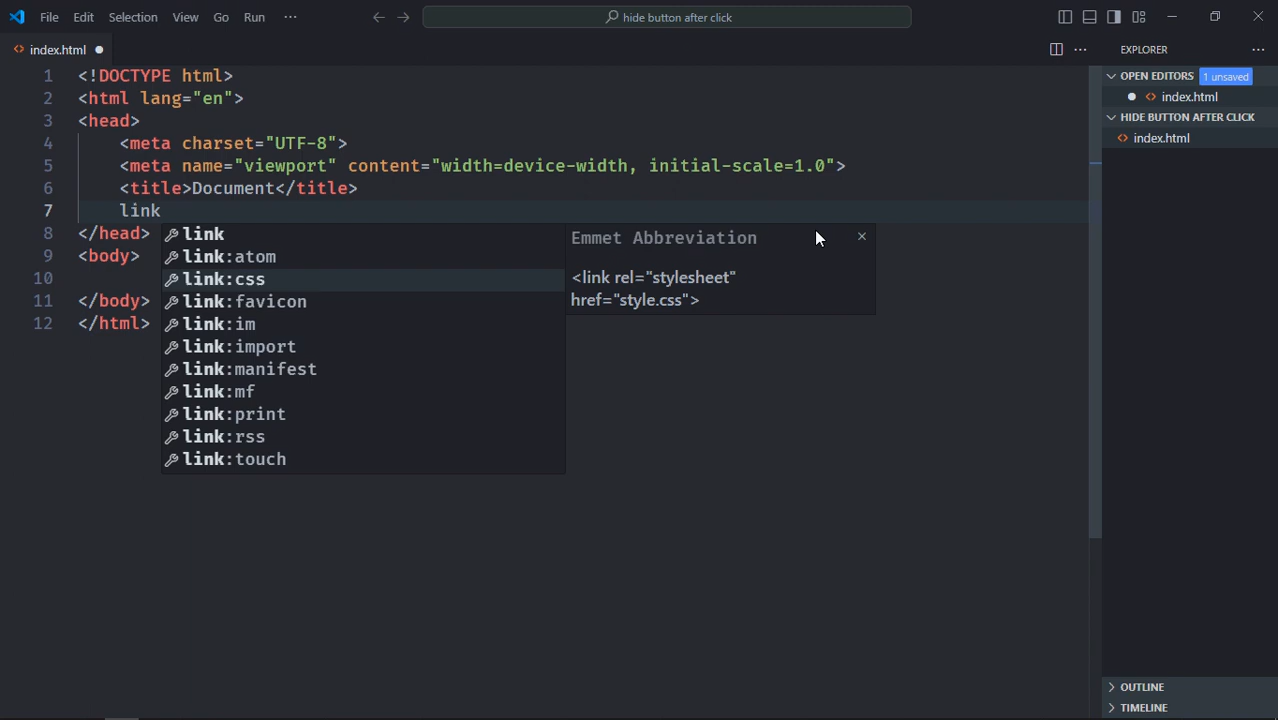 File Edit Selection View Go Run ··· hide button after click
index.html
1 <!DOCTYPE html>
2 <html lang="en">
3 <head>
4 <meta charset="UTF-8">
5 <meta name="viewport" content="width=device-width, initial-scale=1.0">
6 <title>Document</title>
7 link
8 </head>
9 <body>
10
11 </body>
12 </html>
link
link:atom
link:css
link:favicon
link:im
link:import
link:manifest
link:mf
link:print
link:rss
link:touch
Emmet Abbreviation
<link rel="stylesheet"
href="style.css">
EXPLORER
OPEN EDITORS 1 unsaved
index.html
HIDE BUTTON AFTER CLICK
index.html
OUTLINE
TIMELINE